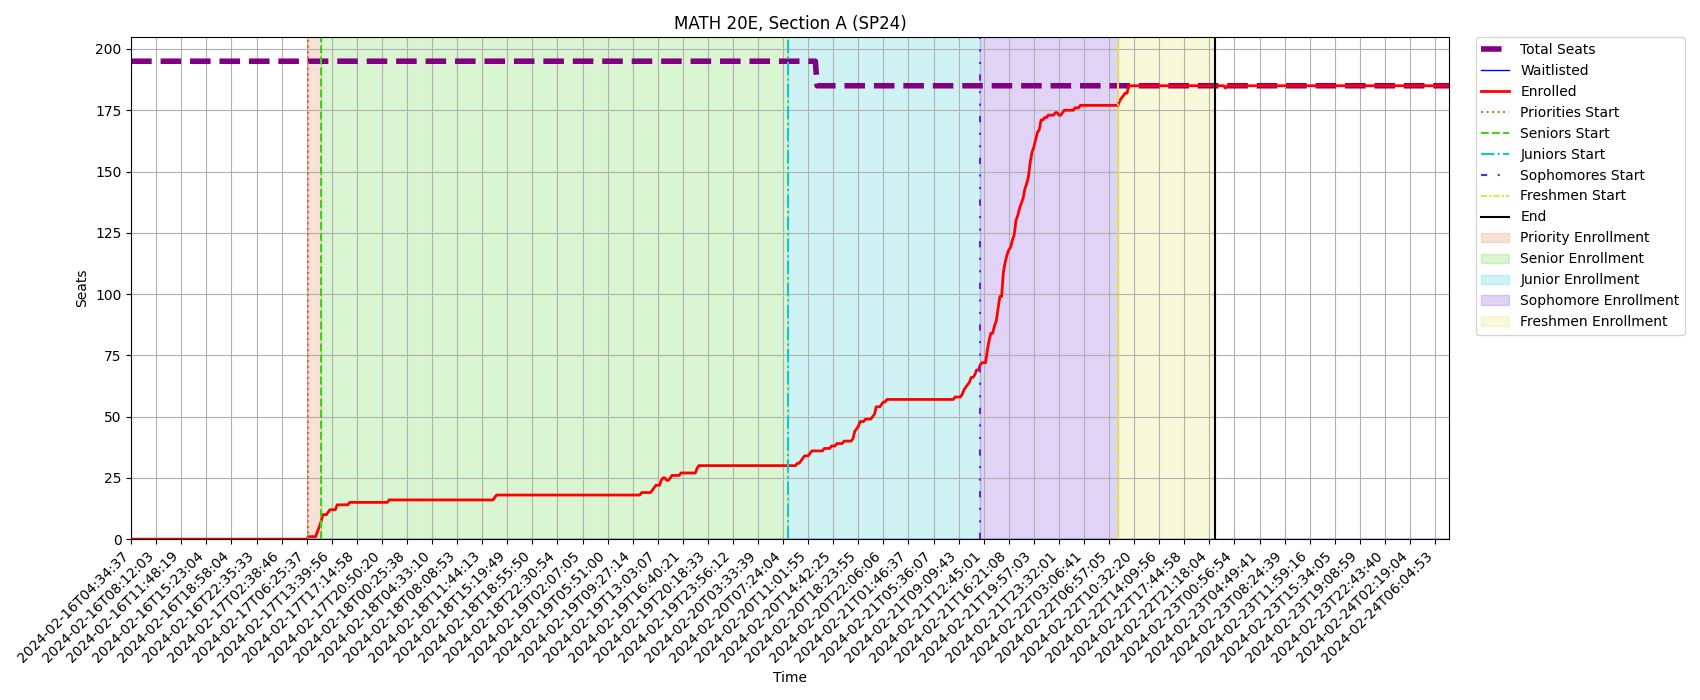 MATH 20E, Section A (SP24)
Seats
200
175
150
125
100
75
50
25
0
2024-02-16T04:34:37
2024-02-16T08:12:03
2024-02-16T11:48:19
2024-02-16T15:23:04
2024-02-16T18:58:04
2024-02-16T22:35:33
2024-02-17T02:38:46
2024-02-17T06:25:37
2024-02-17T13:39:56
2024-02-17T17:14:58
2024-02-17T20:50:20
2024-02-18T00:25:38
2024-02-18T04:33:10
2024-02-18T08:08:53
2024-02-18T11:44:13
2024-02-18T15:19:49
2024-02-18T18:55:50
2024-02-18T22:30:54
2024-02-19T02:07:05
2024-02-19T05:51:00
2024-02-19T09:27:14
2024-02-19T13:03:07
2024-02-19T16:40:21
2024-02-19T20:18:33
2024-02-19T23:56:12
2024-02-20T03:33:39
2024-02-20T07:24:04
2024-02-20T11:01:55
2024-02-20T14:42:25
2024-02-20T18:23:55
2024-02-20T22:06:06
2024-02-21T01:46:37
2024-02-21T05:36:07
2024-02-21T09:09:43
2024-02-21T12:45:01
2024-02-21T16:21:08
2024-02-21T19:57:03
2024-02-21T23:32:01
2024-02-22T03:06:41
2024-02-22T06:57:05
2024-02-22T10:32:20
2024-02-22T14:09:56
2024-02-22T17:44:58
2024-02-22T21:18:04
2024-02-23T00:56:54
2024-02-23T04:49:41
2024-02-23T08:24:39
2024-02-23T11:59:16
2024-02-23T15:34:05
2024-02-23T19:08:59
2024-02-23T22:43:40
2024-02-24T02:19:04
2024-02-24T06:04:53
Time
Total Seats
Waitlisted
Enrolled
Priorities Start
Seniors Start
Juniors Start
Sophomores Start
Freshmen Start
End
Priority Enrollment
Senior Enrollment
Junior Enrollment
Sophomore Enrollment
Freshmen Enrollment